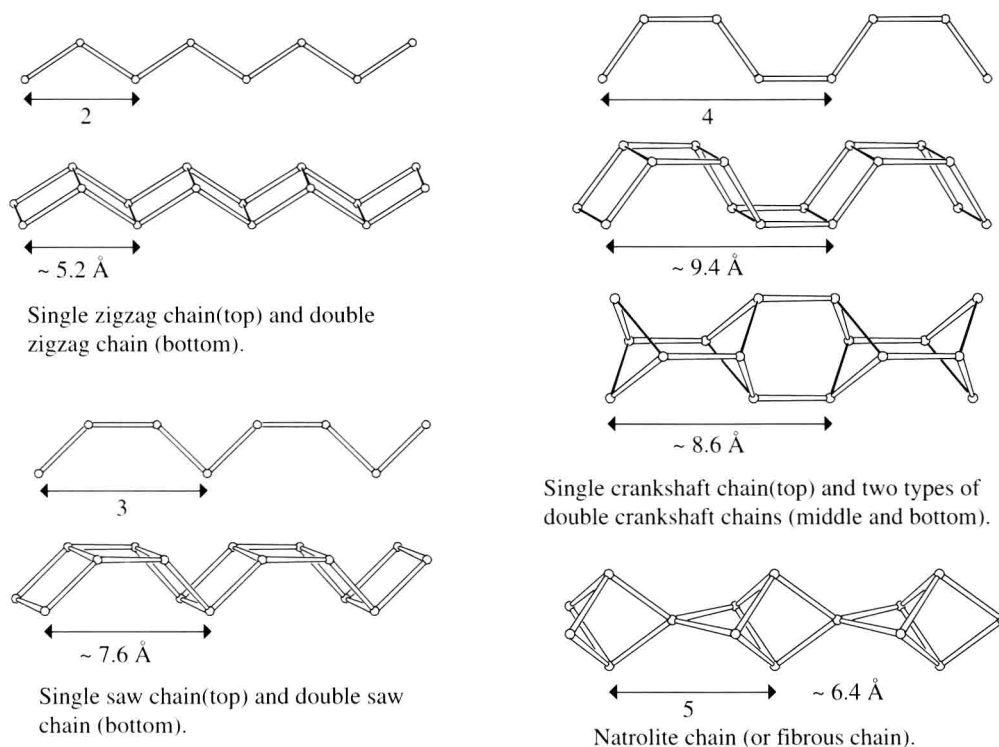 2
~ 5.2 Å
Single zigzag chain(top) and double
zigzag chain (bottom).
3
~ 7.6 Å
Single saw chain(top) and double saw
chain (bottom).
4
~ 9.4 Å
~ 8.6 Å
Single crankshaft chain(top) and two types of
double crankshaft chains (middle and bottom).
5
~ 6.4 Å
Natrolite chain (or fibrous chain).